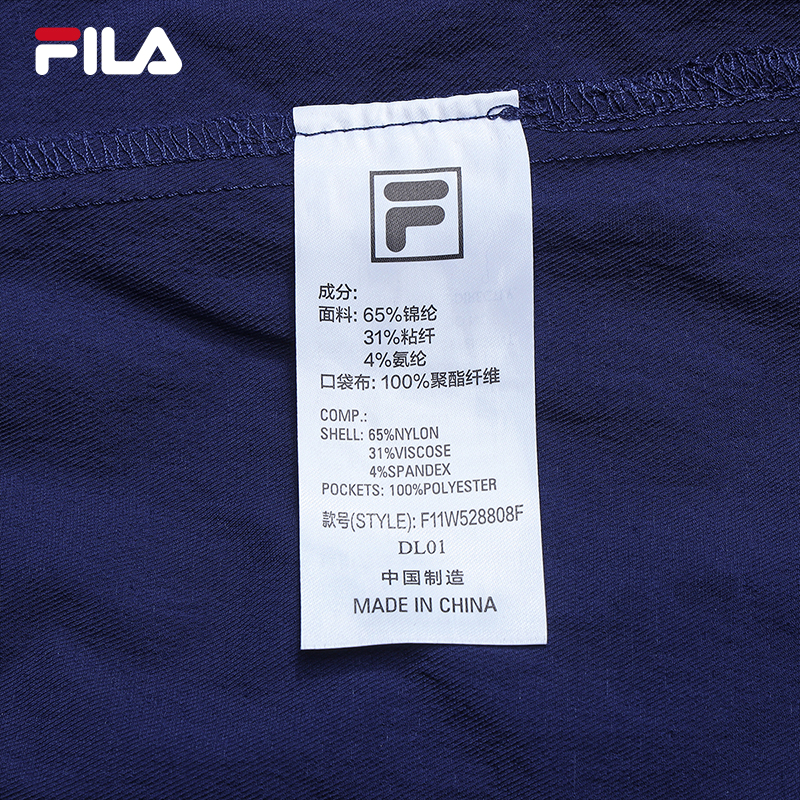 FILA
F
成分:
面料: 65%锦纶
31%粘纤
4%氨纶
口袋布: 100%聚酯纤维
COMP.:
SHELL: 65%NYLON
31%VISCOSE
4%SPANDEX
POCKETS: 100%POLYESTER
款号(STYLE): F11W528808F
DL01
中国制造
MADE IN CHINA